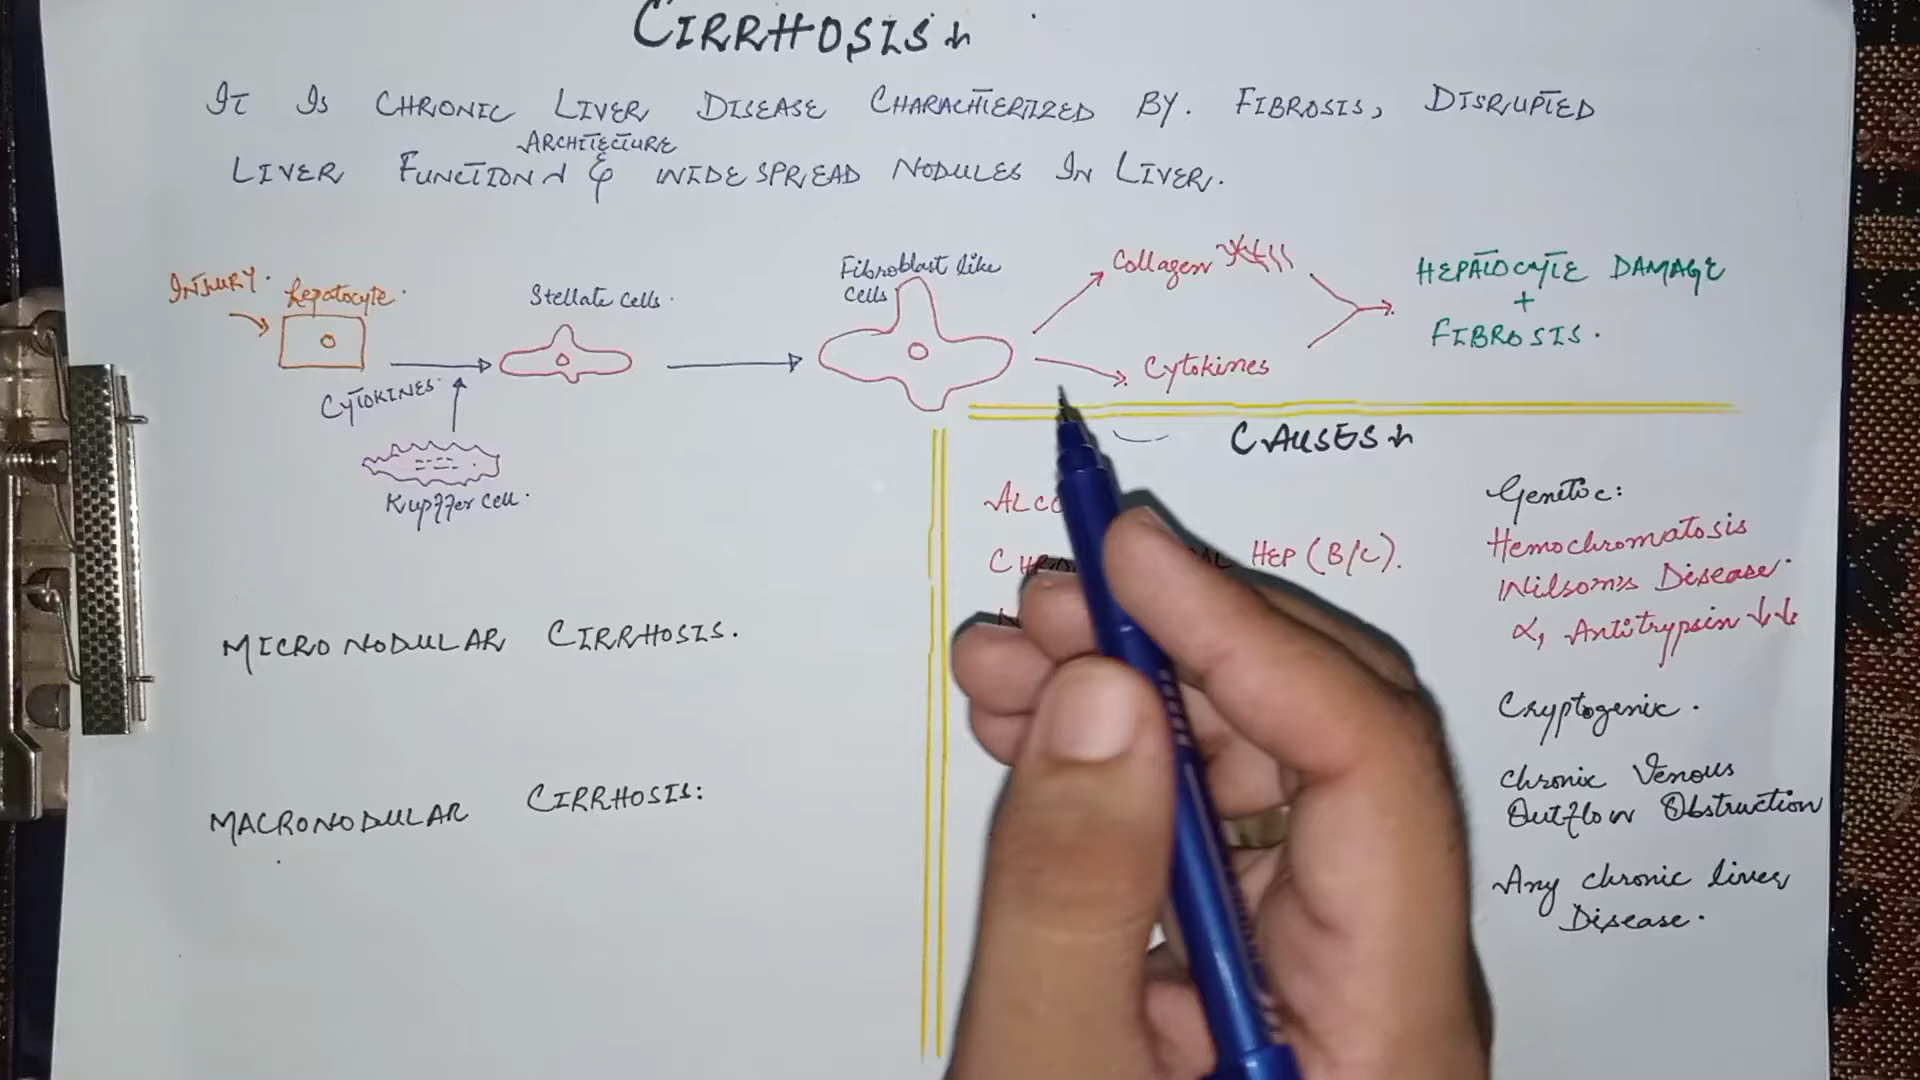 CIRRHOSIS
IT IS CHRONIC LIVER DISEASE CHARACHTERIZED BY. FIBROSIS, DISRUPTED
ARCHITECTURE
LIVER FUNCTION & WIDESPREAD NODULES IN LIVER.
INJURY.
hepatocyte.
Stellate cells.
Fibroblast like
cells
Collagen
HEPATOCYTE DAMAGE
+
FIBROSIS.
CYTOKINES
Cytokines
Kupffer cell.
CAUSES
Genetic:
Hemochromatosis
HEP (B/C).
Wilson's Disease.
α1 Antitrypsin ↓↓
MICRONODULAR CIRRHOSIS.
Cryptogenic.
Chronic Venous
Outflow Obstruction
MACRONODULAR CIRRHOSIS:
Any chronic liver
Disease.